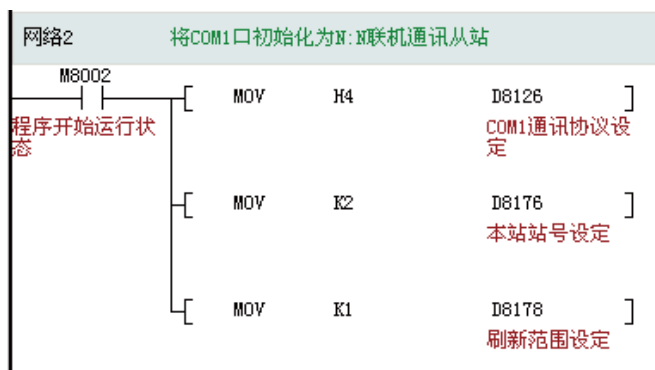 网络2 将COM1口初始化为N:N联机通讯从站
M8002
MOV H4 D8126
程序开始运行状态
COM1通讯协议设定
MOV K2 D8176
本站站号设定
MOV K1 D8178
刷新范围设定